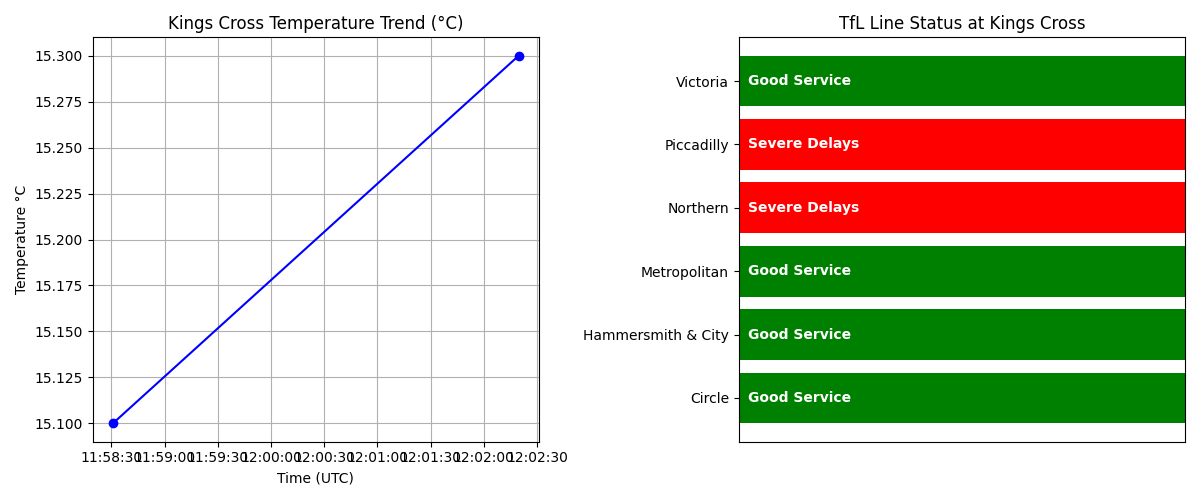 Kings Cross Temperature Trend (°C)
15.300
15.275
15.250
15.225
15.200
15.175
15.150
15.125
15.100
Temperature °C
11:58:30 11:59:00 11:59:30 12:00:00 12:00:30 12:01:00 12:01:30 12:02:00 12:02:30
Time (UTC)
TfL Line Status at Kings Cross
Victoria Good Service
Piccadilly Severe Delays
Northern Severe Delays
Metropolitan Good Service
Hammersmith & City Good Service
Circle Good Service